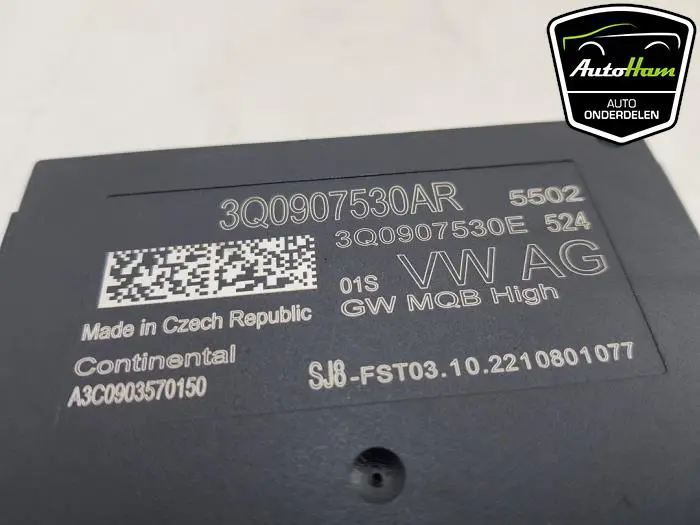 AutoHam
AUTO
ONDERDELEN
3Q0907530AR 5502
3Q0907530E 524
01S VW AG
GW MQB High
Made in Czech Republic
Continental
A3C0903570150
SJ8-FST03.10.2210801077